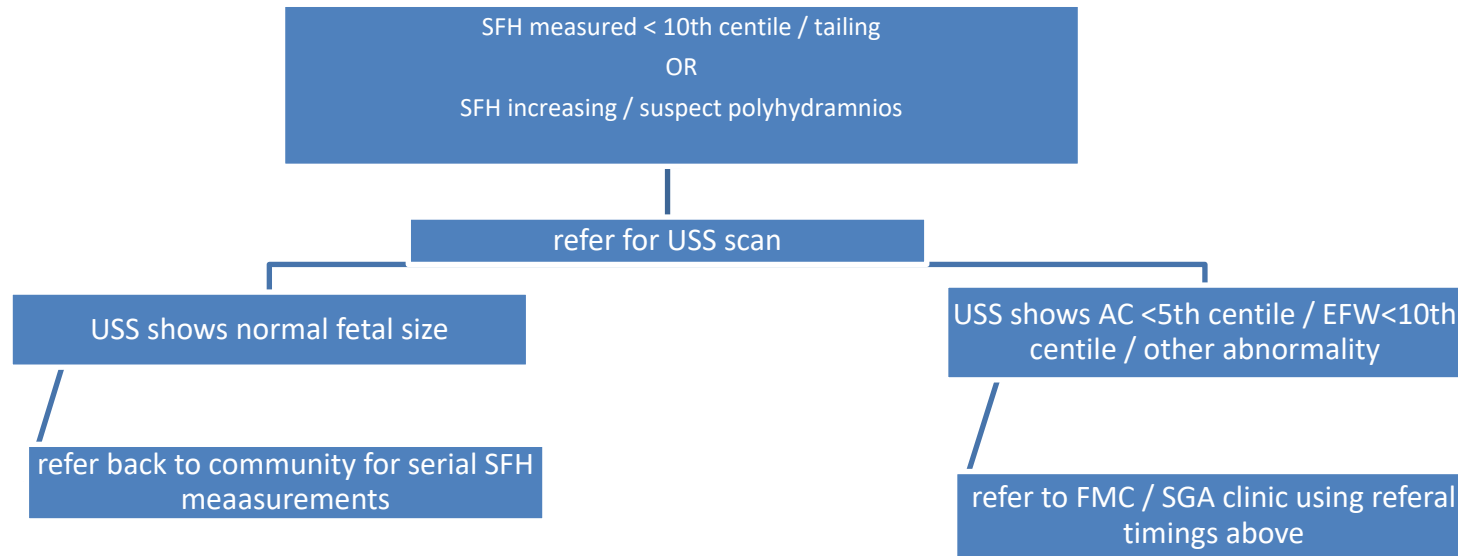 SFH measured < 10th centile / tailing
OR
SFH increasing / suspect polyhydramnios
refer for USS scan
USS shows normal fetal size
USS shows AC <5th centile / EFW<10th
centile / other abnormality
refer back to community for serial SFH
meaasurements
refer to FMC / SGA clinic using referal
timings above